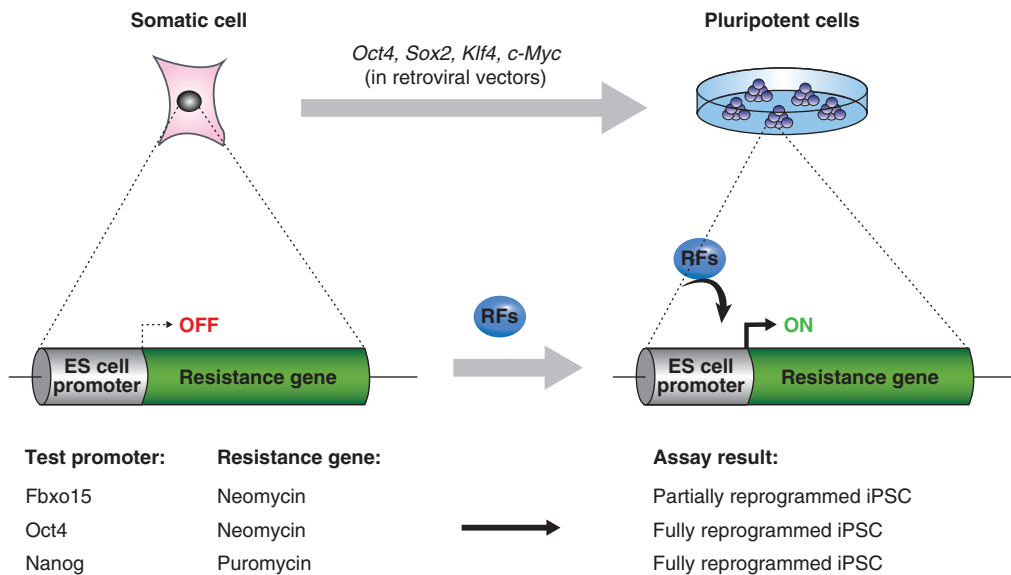 Somatic cell
Pluripotent cells
Oct4, Sox2, Klf4, c-Myc
(in retroviral vectors)
RFs
OFF
RFs
ON
ES cell
promoter
Resistance gene
ES cell
promoter
Resistance gene
Test promoter: Resistance gene: Assay result:
Fbxo15 Neomycin Partially reprogrammed iPSC
Oct4 Neomycin Fully reprogrammed iPSC
Nanog Puromycin Fully reprogrammed iPSC